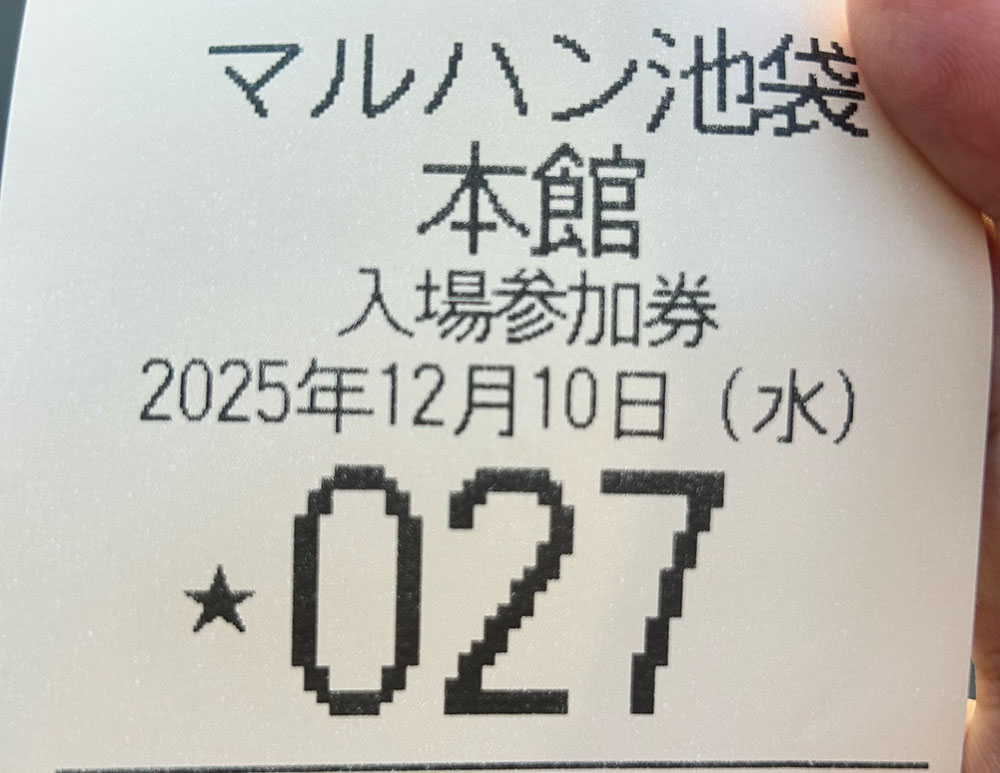 マルハン池袋
本館
入場参加券
2025年12月10日（水）
★027